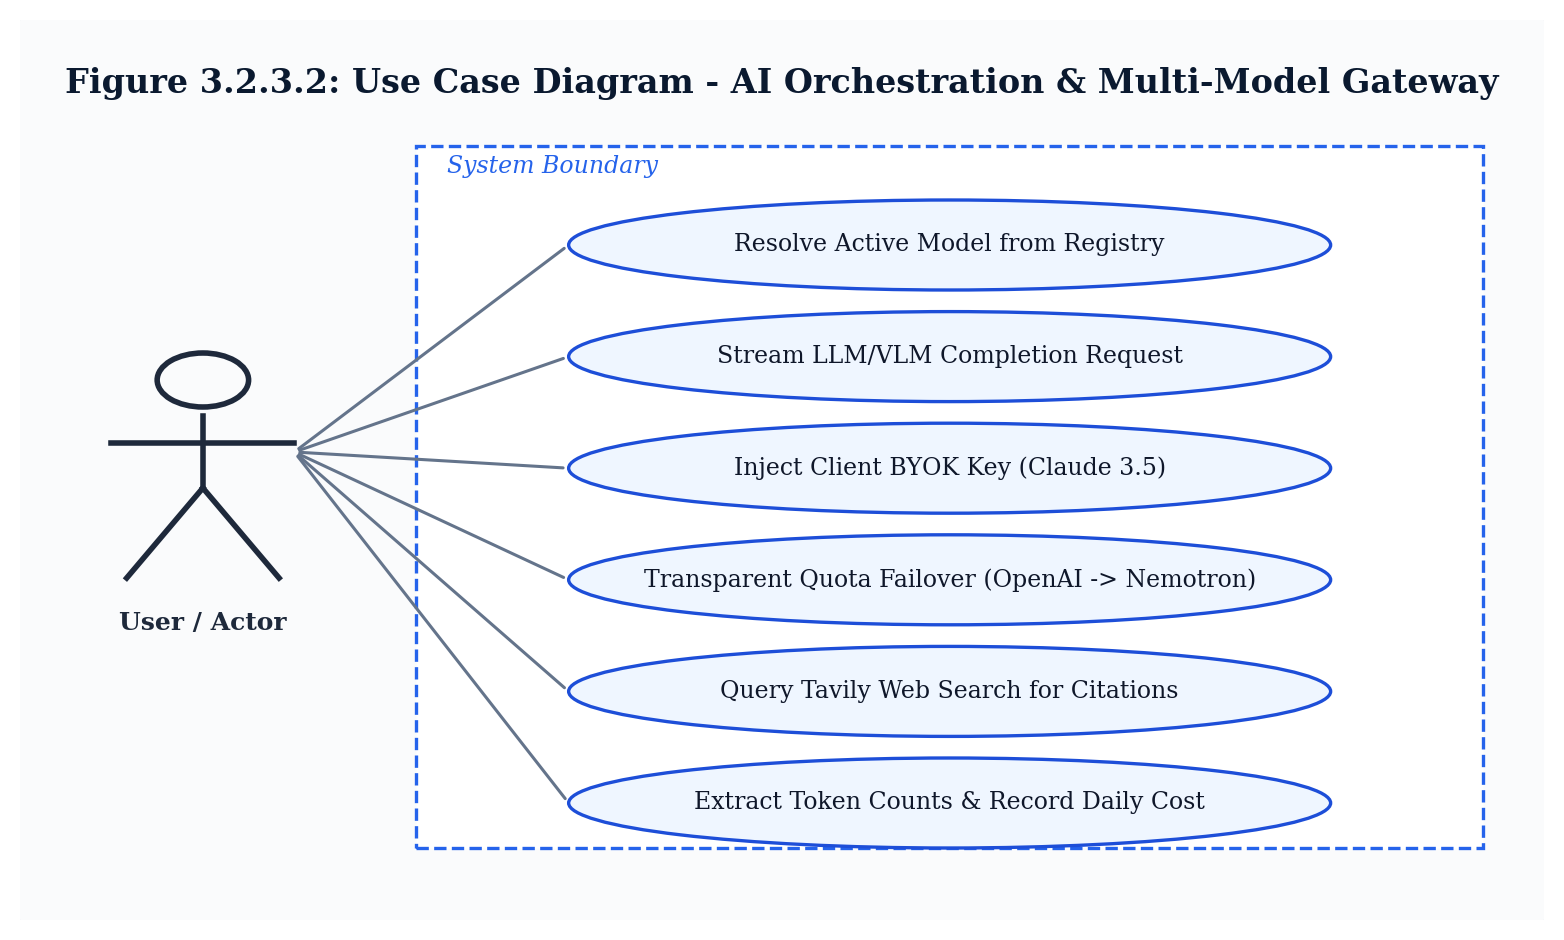 Figure 3.2.3.2: Use Case Diagram - AI Orchestration & Multi-Model Gateway
System Boundary
Resolve Active Model from Registry
Stream LLM/VLM Completion Request
Inject Client BYOK Key (Claude 3.5)
Transparent Quota Failover (OpenAI -> Nemotron)
User / Actor
Query Tavily Web Search for Citations
Extract Token Counts & Record Daily Cost